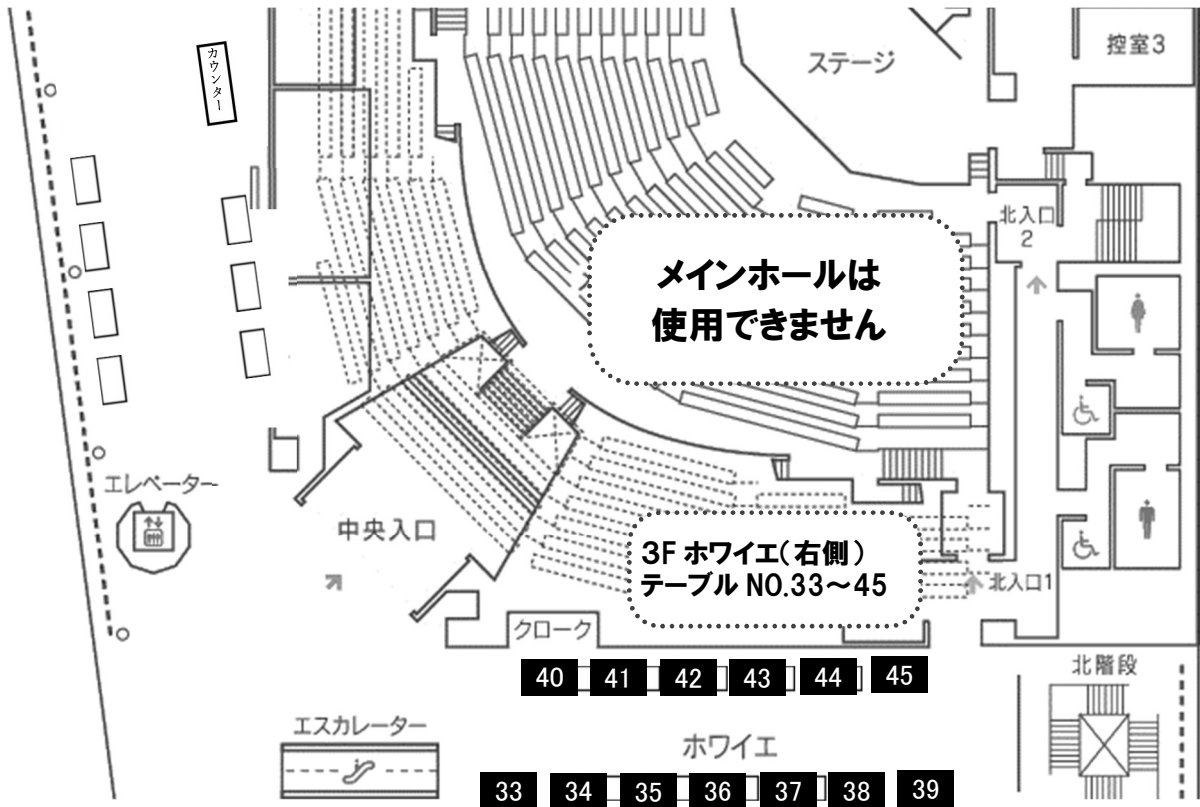 カウンター
ステージ
控室3
北入口
2
メインホールは
使用できません
エレベーター
中央入口
3F ホワイエ(右側)
テーブル NO.33～45
北入口1
クローク
40 41 42 43 44 45
北階段
エスカレーター
ホワイエ
33 34 35 36 37 38 39